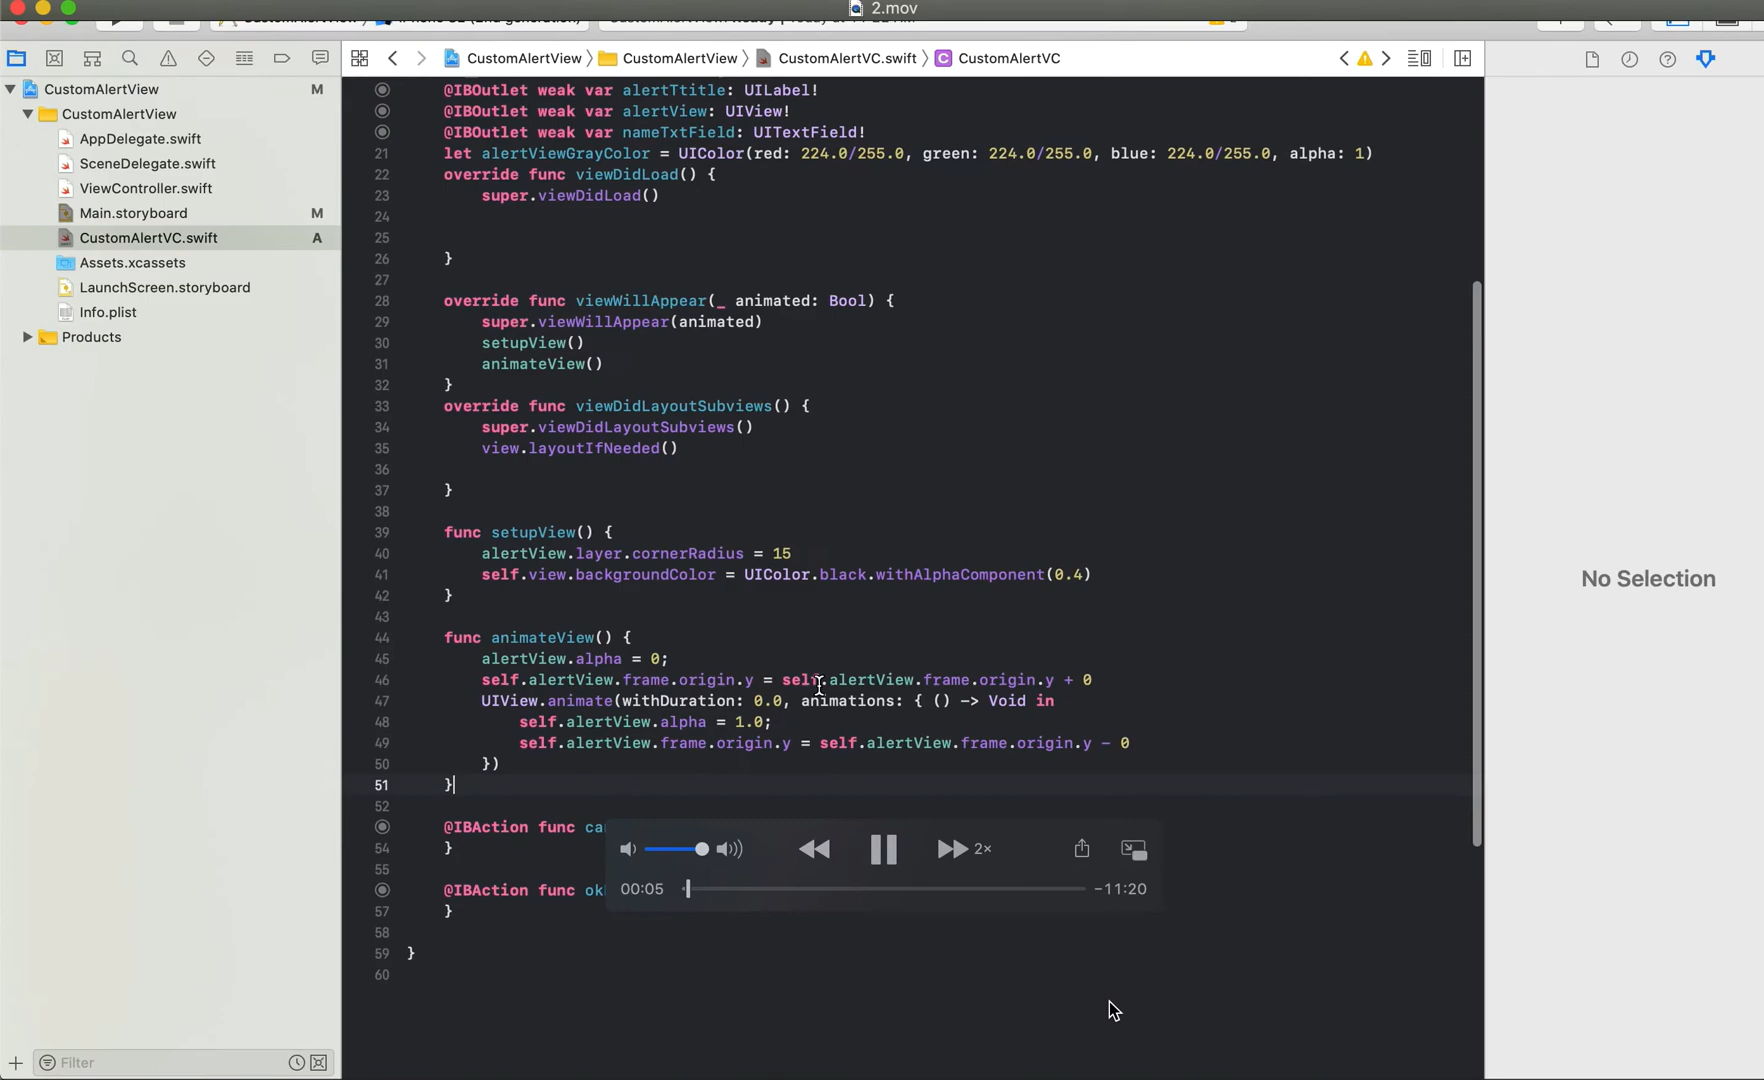 2.mov
CustomAlertView
CustomAlertView
CustomAlertVC.swift
CustomAlertVC
CustomAlertView M
CustomAlertView
AppDelegate.swift
SceneDelegate.swift
ViewController.swift
Main.storyboard M
CustomAlertVC.swift A
Assets.xcassets
LaunchScreen.storyboard
Info.plist
Products
Filter
@IBOutlet weak var alertTtitle: UILabel!
@IBOutlet weak var alertView: UIView!
@IBOutlet weak var nameTxtField: UITextField!
21 let alertViewGrayColor = UIColor(red: 224.0/255.0, green: 224.0/255.0, blue: 224.0/255.0, alpha: 1)
22 override func viewDidLoad() {
23 super.viewDidLoad()
24
25
26 }
27
28 override func viewWillAppear(_ animated: Bool) {
29 super.viewWillAppear(animated)
30 setupView()
31 animateView()
32 }
33 override func viewDidLayoutSubviews() {
34 super.viewDidLayoutSubviews()
35 view.layoutIfNeeded()
36
37 }
38
39 func setupView() {
40 alertView.layer.cornerRadius = 15
41 self.view.backgroundColor = UIColor.black.withAlphaComponent(0.4)
42 }
43
44 func animateView() {
45 alertView.alpha = 0;
46 self.alertView.frame.origin.y = self.alertView.frame.origin.y + 0
47 UIView.animate(withDuration: 0.0, animations: { () -> Void in
48 self.alertView.alpha = 1.0;
49 self.alertView.frame.origin.y = self.alertView.frame.origin.y - 0
50 })
51 }
52
@IBAction func ca
54 }
55
@IBAction func ok
57 }
58
59 }
60
2×
00:05 -11:20
No Selection